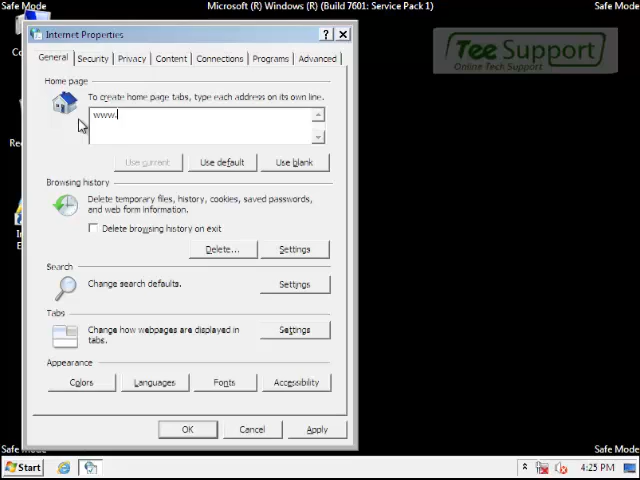 Safe Mode
Microsoft (R) Windows (R) (Build 7601: Service Pack 1)
Safe Mode
Internet Properties
Tee Support
Online Tech Support
General
Security
Privacy
Content
Connections
Programs
Advanced
Home page
To create home page tabs, type each address on its own line.
www.
Use current
Use default
Use blank
Browsing history
Delete temporary files, history, cookies, saved passwords,
and web form information.
Delete browsing history on exit
Delete...
Settings
Search
Change search defaults.
Settings
Tabs
Change how webpages are displayed in
tabs.
Settings
Appearance
Colors
Languages
Fonts
Accessibility
OK
Cancel
Apply
Safe Mode
Start
4:25 PM